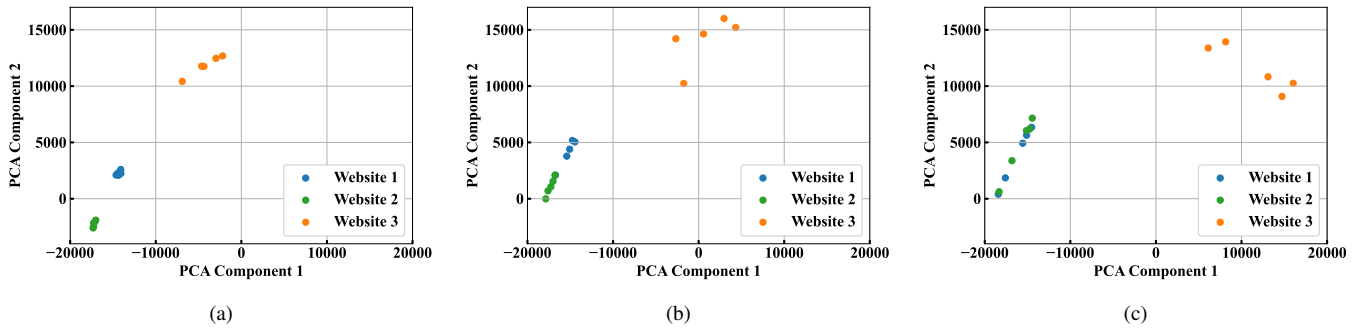 15000
10000
5000
0
PCA Component 2
Website 1
Website 2
Website 3
−20000 −10000 0 10000 20000
PCA Component 1
(a)
15000
10000
5000
0
PCA Component 2
Website 1
Website 2
Website 3
−20000 −10000 0 10000 20000
PCA Component 1
(b)
15000
10000
5000
0
PCA Component 2
Website 1
Website 2
Website 3
−20000 −10000 0 10000 20000
PCA Component 1
(c)